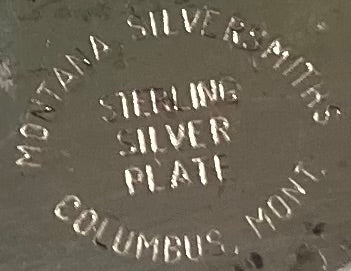 MONTANA SILVERSMITHS
STERLING
SILVER
PLATE
COLUMBUS, MONT.